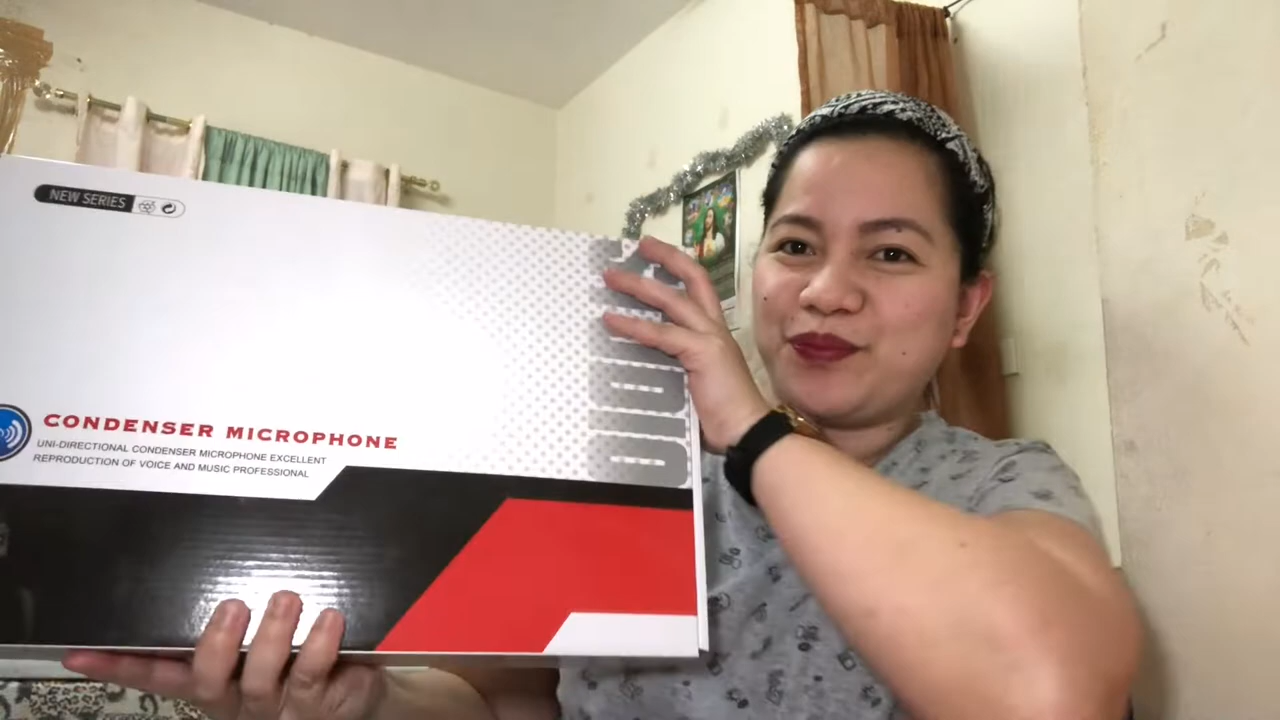 NEW SERIES
CONDENSER MICROPHONE
UNI-DIRECTIONAL CONDENSER MICROPHONE EXCELLENT
REPRODUCTION OF VOICE AND MUSIC PROFESSIONAL